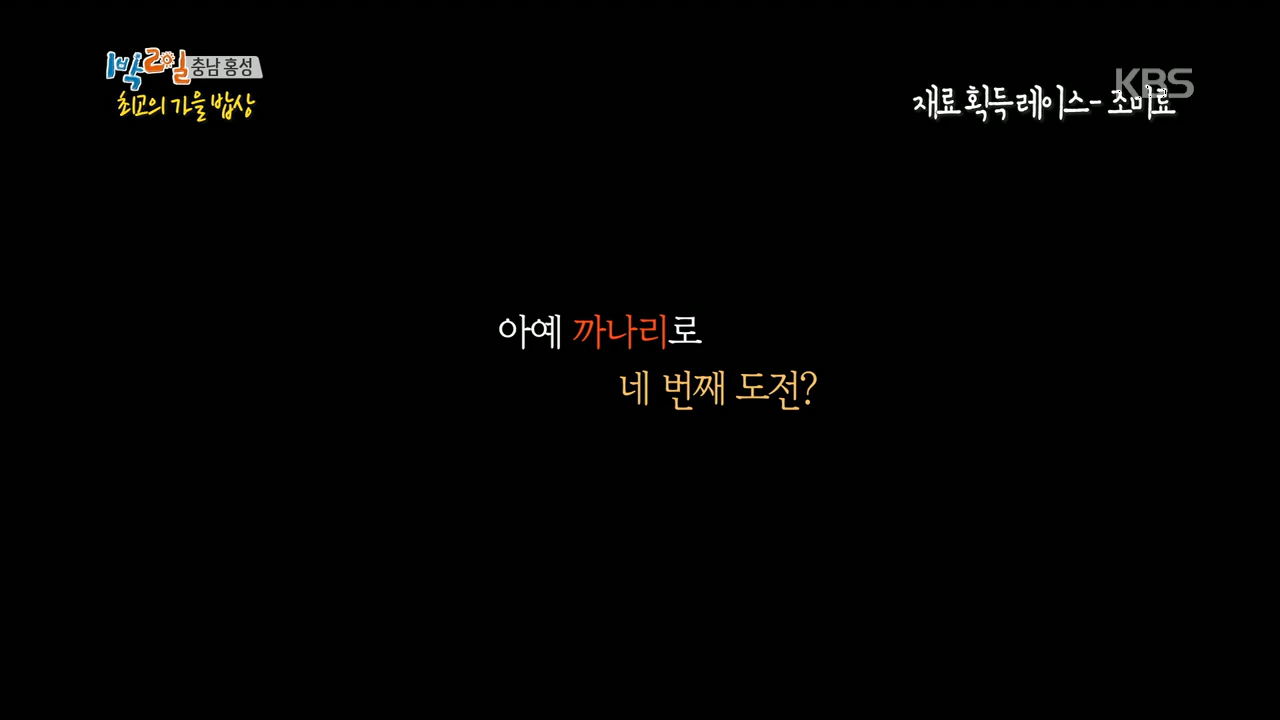 1박2일 충남 홍성
최고의 가을 밥상
KBS
재료 획득 레이스- 조미료
아예 까나리로
네 번째 도전?